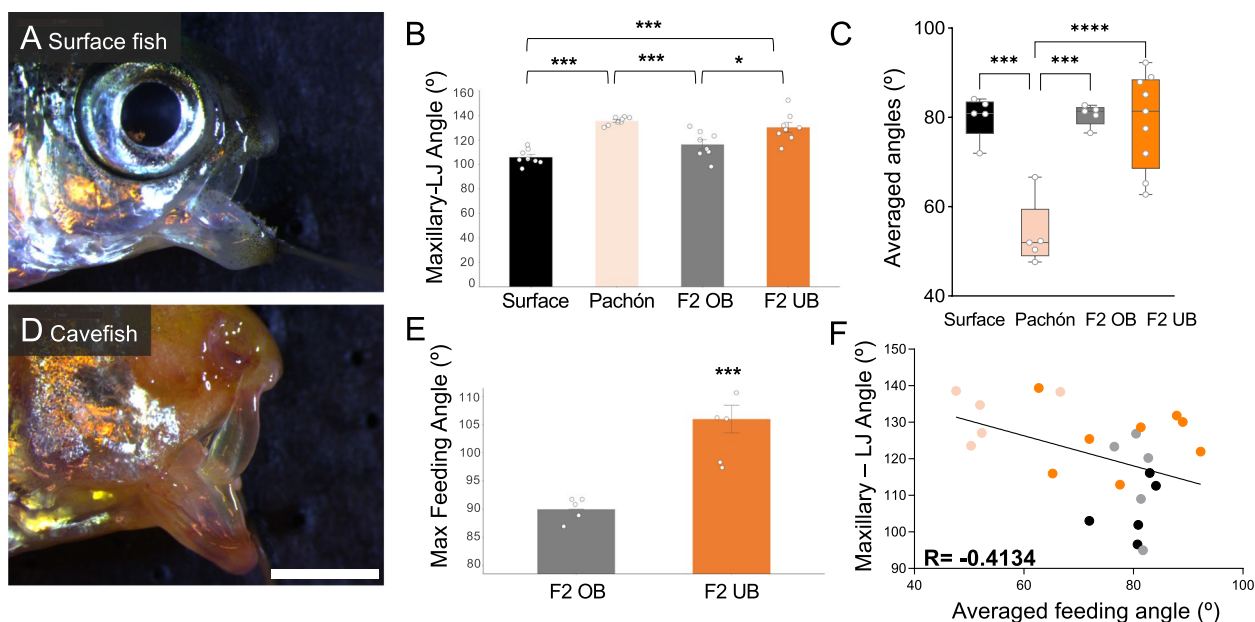 A Surface fish
B
Maxillary-LJ Angle (º)
160
140
120
100
80
60
40
20
0
***
*** *** *
Surface Pachón F2 OB F2 UB
C
Averaged angles (º)
100
80
60
40
****
*** ***
Surface Pachón F2 OB F2 UB
D Cavefish
E
Max Feeding Angle (º)
110
105
100
95
90
85
80
***
F2 OB F2 UB
F
Maxillary – LJ Angle (º)
150
140
130
120
110
100
90
R= -0.4134
40 60 80 100
Averaged feeding angle (º)